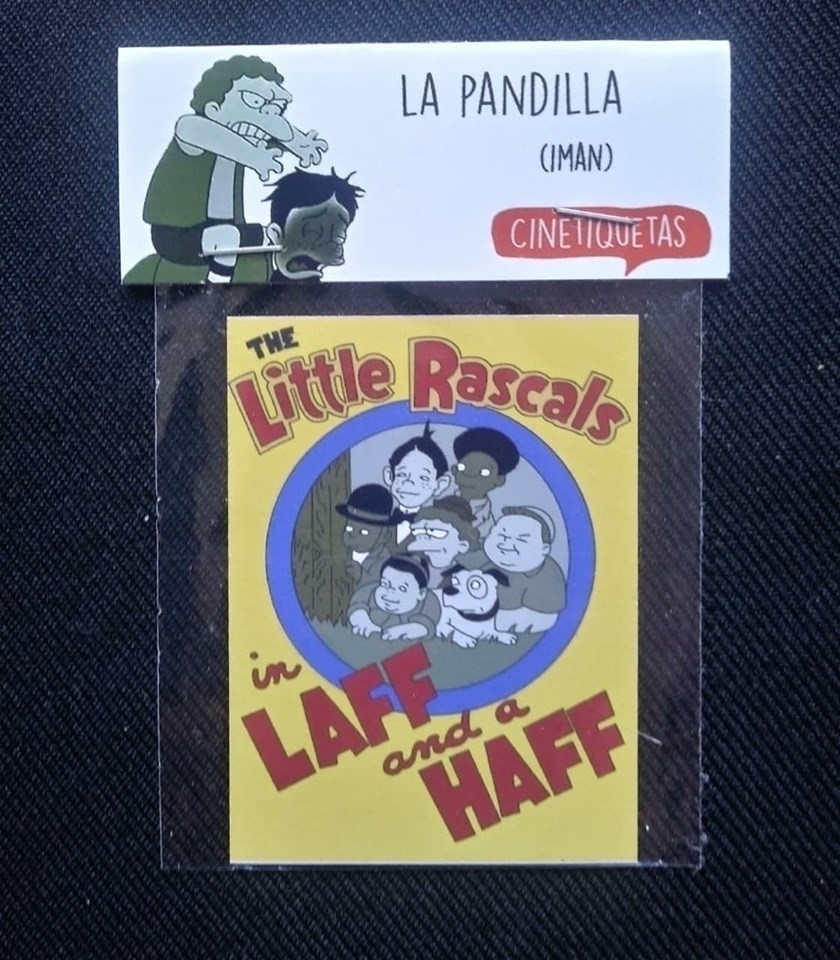 LA PANDILLA
(IMAN)
CINETIQUETAS
THE
Little Rascals
in
LAFF
and a
HAFF